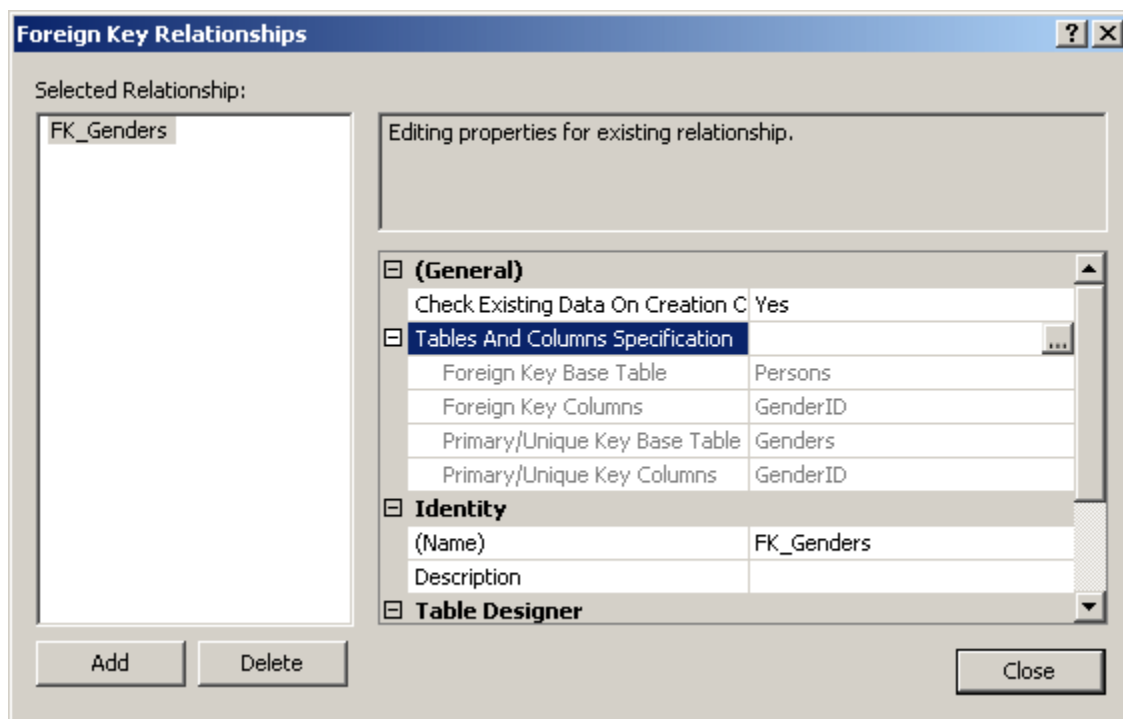 Foreign Key Relationships
Selected Relationship:
FK_Genders
Editing properties for existing relationship.
(General)
Check Existing Data On Creation C Yes
Tables And Columns Specification ...
Foreign Key Base Table Persons
Foreign Key Columns GenderID
Primary/Unique Key Base Table Genders
Primary/Unique Key Columns GenderID
Identity
(Name) FK_Genders
Description
Table Designer
Add Delete
Close